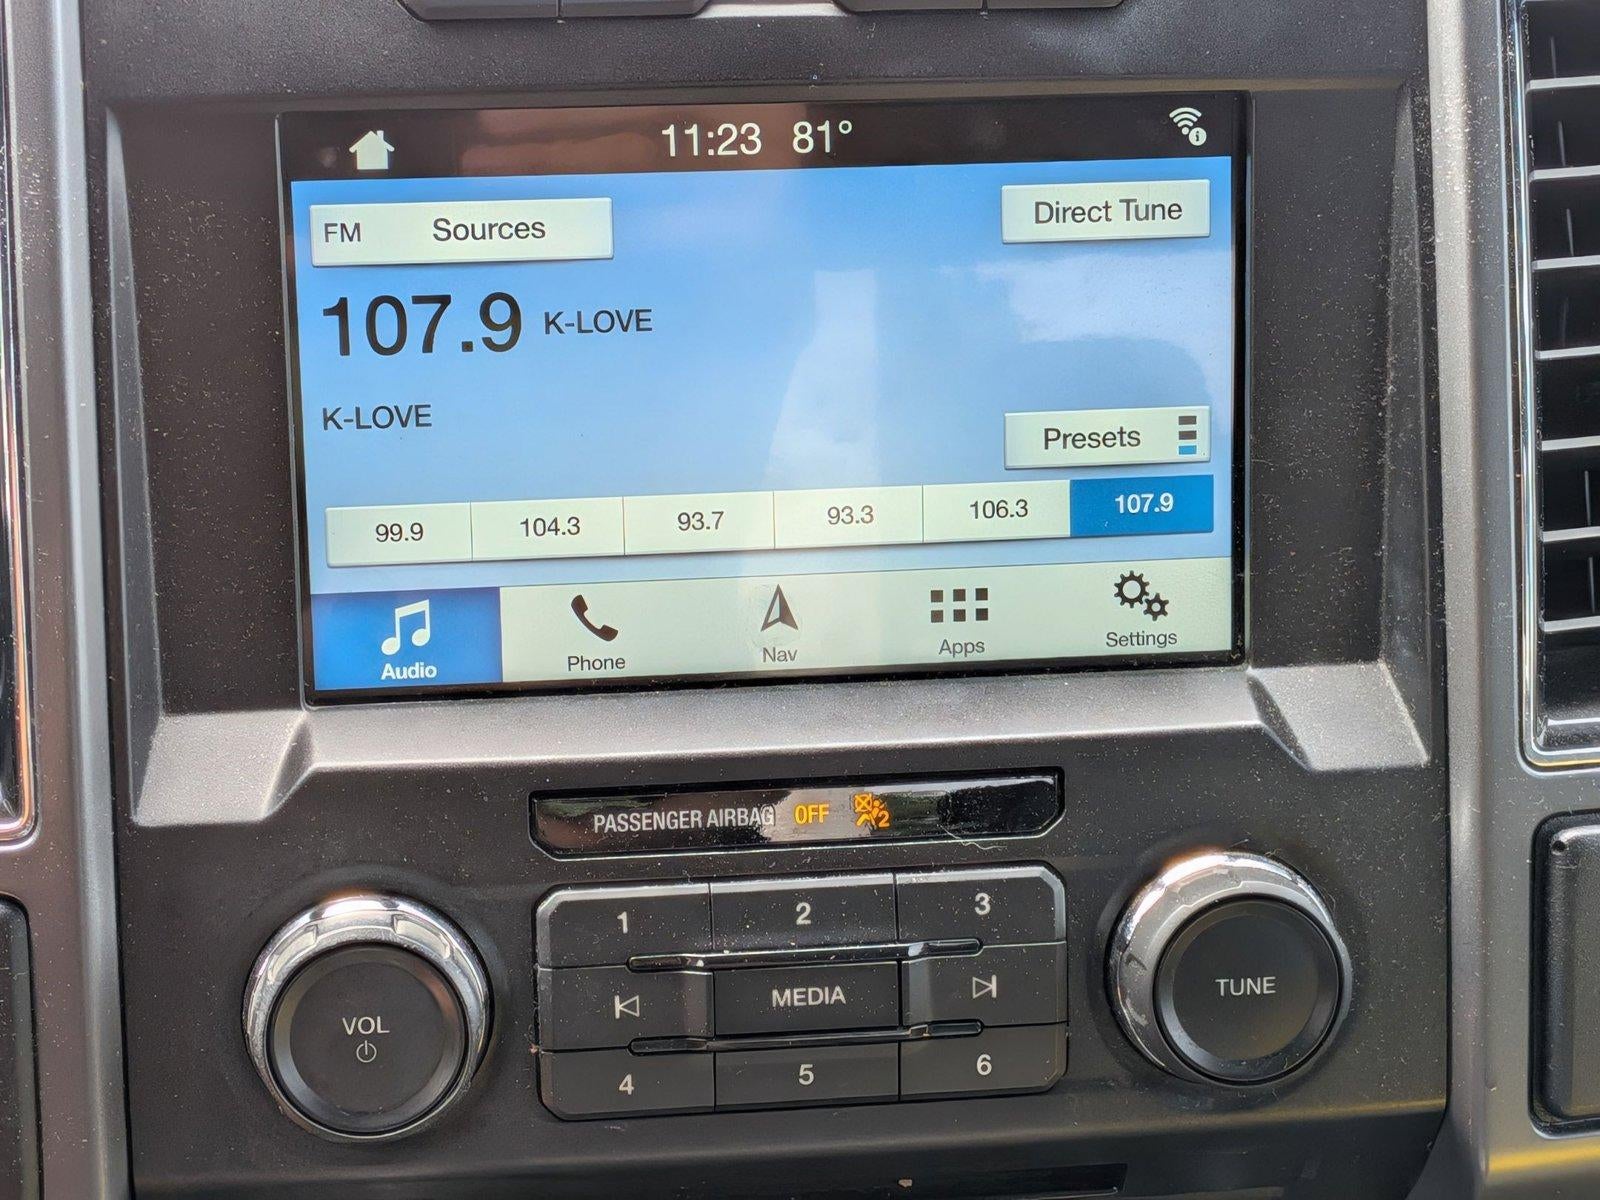 11:23 81°
FM Sources
Direct Tune
107.9 K-LOVE
K-LOVE
Presets
99.9 104.3 93.7 93.3 106.3 107.9
Audio Phone Nav Apps Settings
PASSENGER AIRBAG OFF 2
1 2 3
VOL MEDIA TUNE
4 5 6